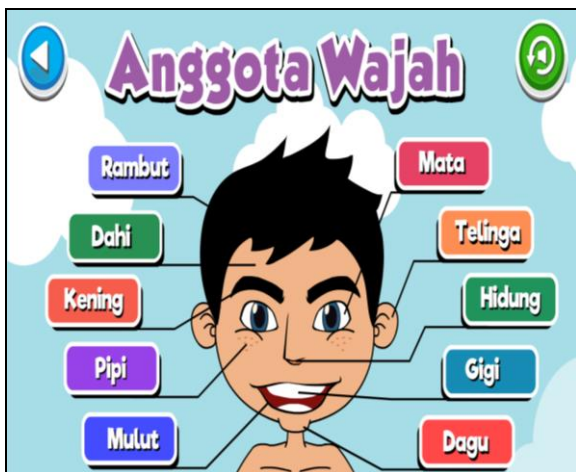 Anggota Wajah
Rambut
Mata
Dahi
Telinga
Kening
Hidung
Pipi
Gigi
Mulut
Dagu